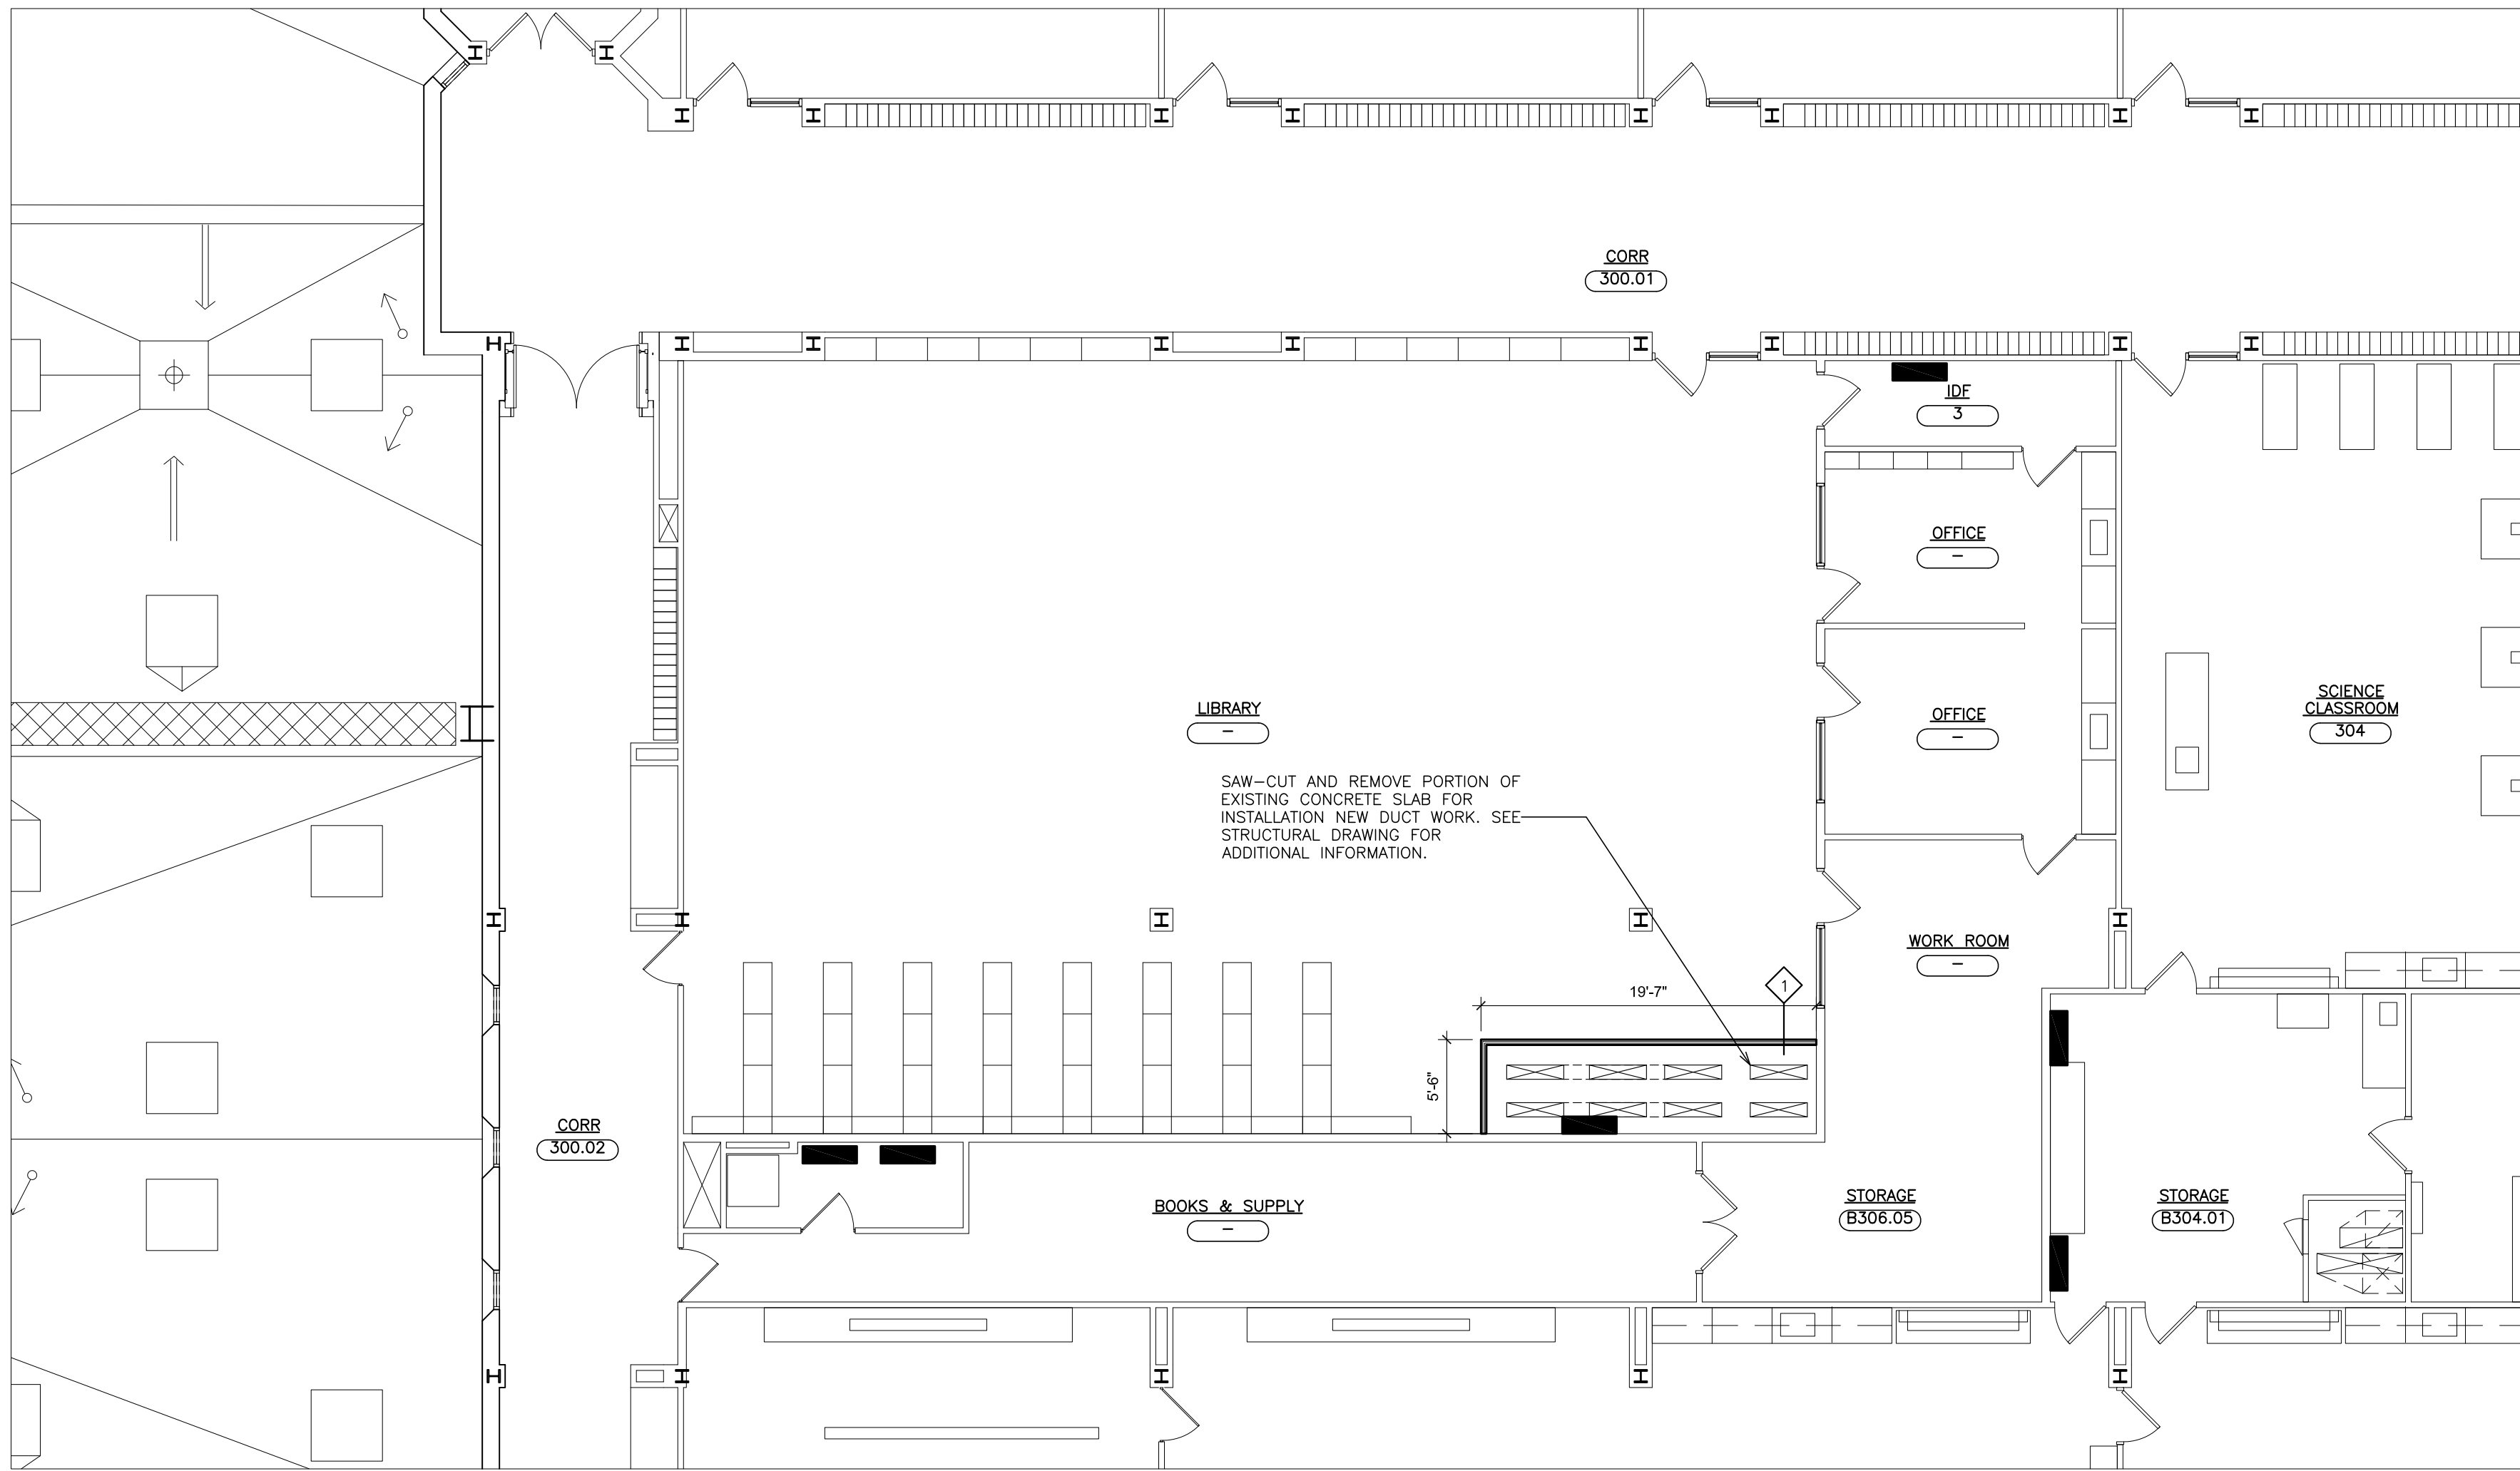 CORR
300.01
IDF
3
OFFICE
-
LIBRARY
-
OFFICE
-
SCIENCE
CLASSROOM
304
SAW-CUT AND REMOVE PORTION OF
EXISTING CONCRETE SLAB FOR
INSTALLATION NEW DUCT WORK. SEE
STRUCTURAL DRAWING FOR
ADDITIONAL INFORMATION.
WORK ROOM
-
19'-7"
1
5'-6"
CORR
300.02
BOOKS & SUPPLY
-
STORAGE
B306.05
STORAGE
B304.01